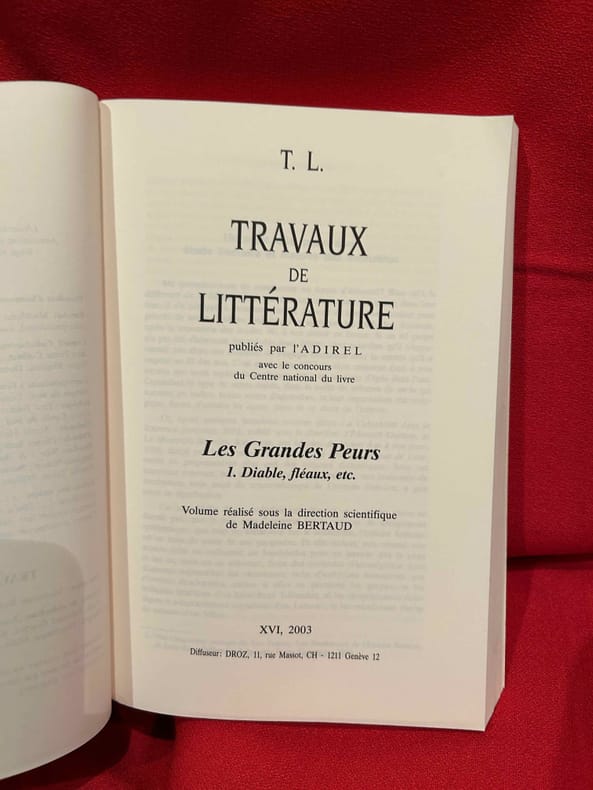 T. L.
TRAVAUX
DE
LITTÉRATURE
publiés par l'ADIREL
avec le concours
du Centre national du livre
Les Grandes Peurs
1. Diable, fléaux, etc.
Volume réalisé sous la direction scientifique
de Madeleine BERTAUD
XVI, 2003
Diffuseur: DROZ, 11, rue Massot, CH - 1211 Genève 12